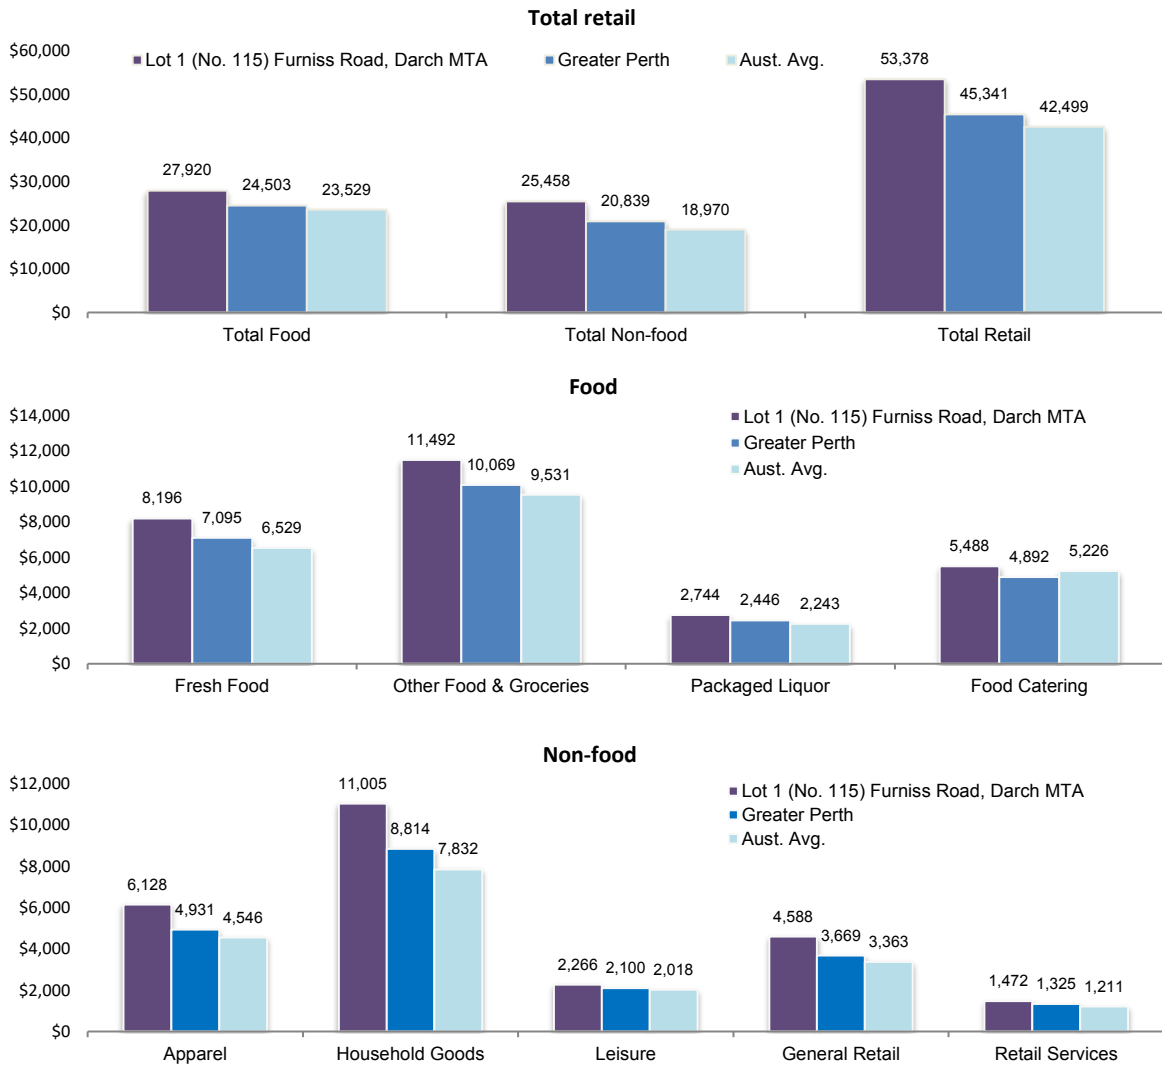 Total retail
$60,000
$50,000
$40,000
$30,000
$20,000
$10,000
$0
Lot 1 (No. 115) Furniss Road, Darch MTA Greater Perth Aust. Avg.
27,920 24,503 23,529
25,458 20,839 18,970
53,378 45,341 42,499
Total Food Total Non-food Total Retail
Food
$14,000
$12,000
$10,000
$8,000
$6,000
$4,000
$2,000
$0
Lot 1 (No. 115) Furniss Road, Darch MTA
Greater Perth
Aust. Avg.
8,196 7,095 6,529
11,492 10,069 9,531
2,744 2,446 2,243
5,488 4,892 5,226
Fresh Food Other Food & Groceries Packaged Liquor Food Catering
Non-food
$12,000
$10,000
$8,000
$6,000
$4,000
$2,000
$0
Lot 1 (No. 115) Furniss Road, Darch MTA
Greater Perth
Aust. Avg.
6,128 4,931 4,546
11,005 8,814 7,832
2,266 2,100 2,018
4,588 3,669 3,363
1,472 1,325 1,211
Apparel Household Goods Leisure General Retail Retail Services